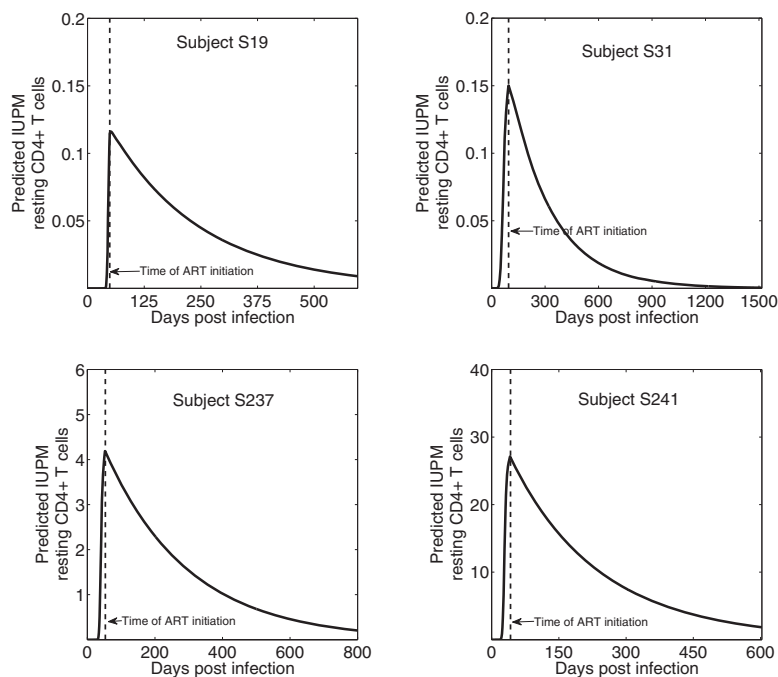 Subject S19
Predicted IUPM
resting CD4+ T cells
0.2
0.15
0.1
0.05
Time of ART initiation
0 125 250 375 500
Days post infection
Subject S31
Predicted IUPM
resting CD4+ T cells
0.2
0.15
0.1
0.05
Time of ART initiation
0 300 600 900 1200 1500
Days post infection
Subject S237
Predicted IUPM
resting CD4+ T cells
6
5
4
3
2
1
Time of ART initiation
0 200 400 600 800
Days post infection
Subject S241
Predicted IUPM
resting CD4+ T cells
40
30
20
10
Time of ART initiation
0 150 300 450 600
Days post infection